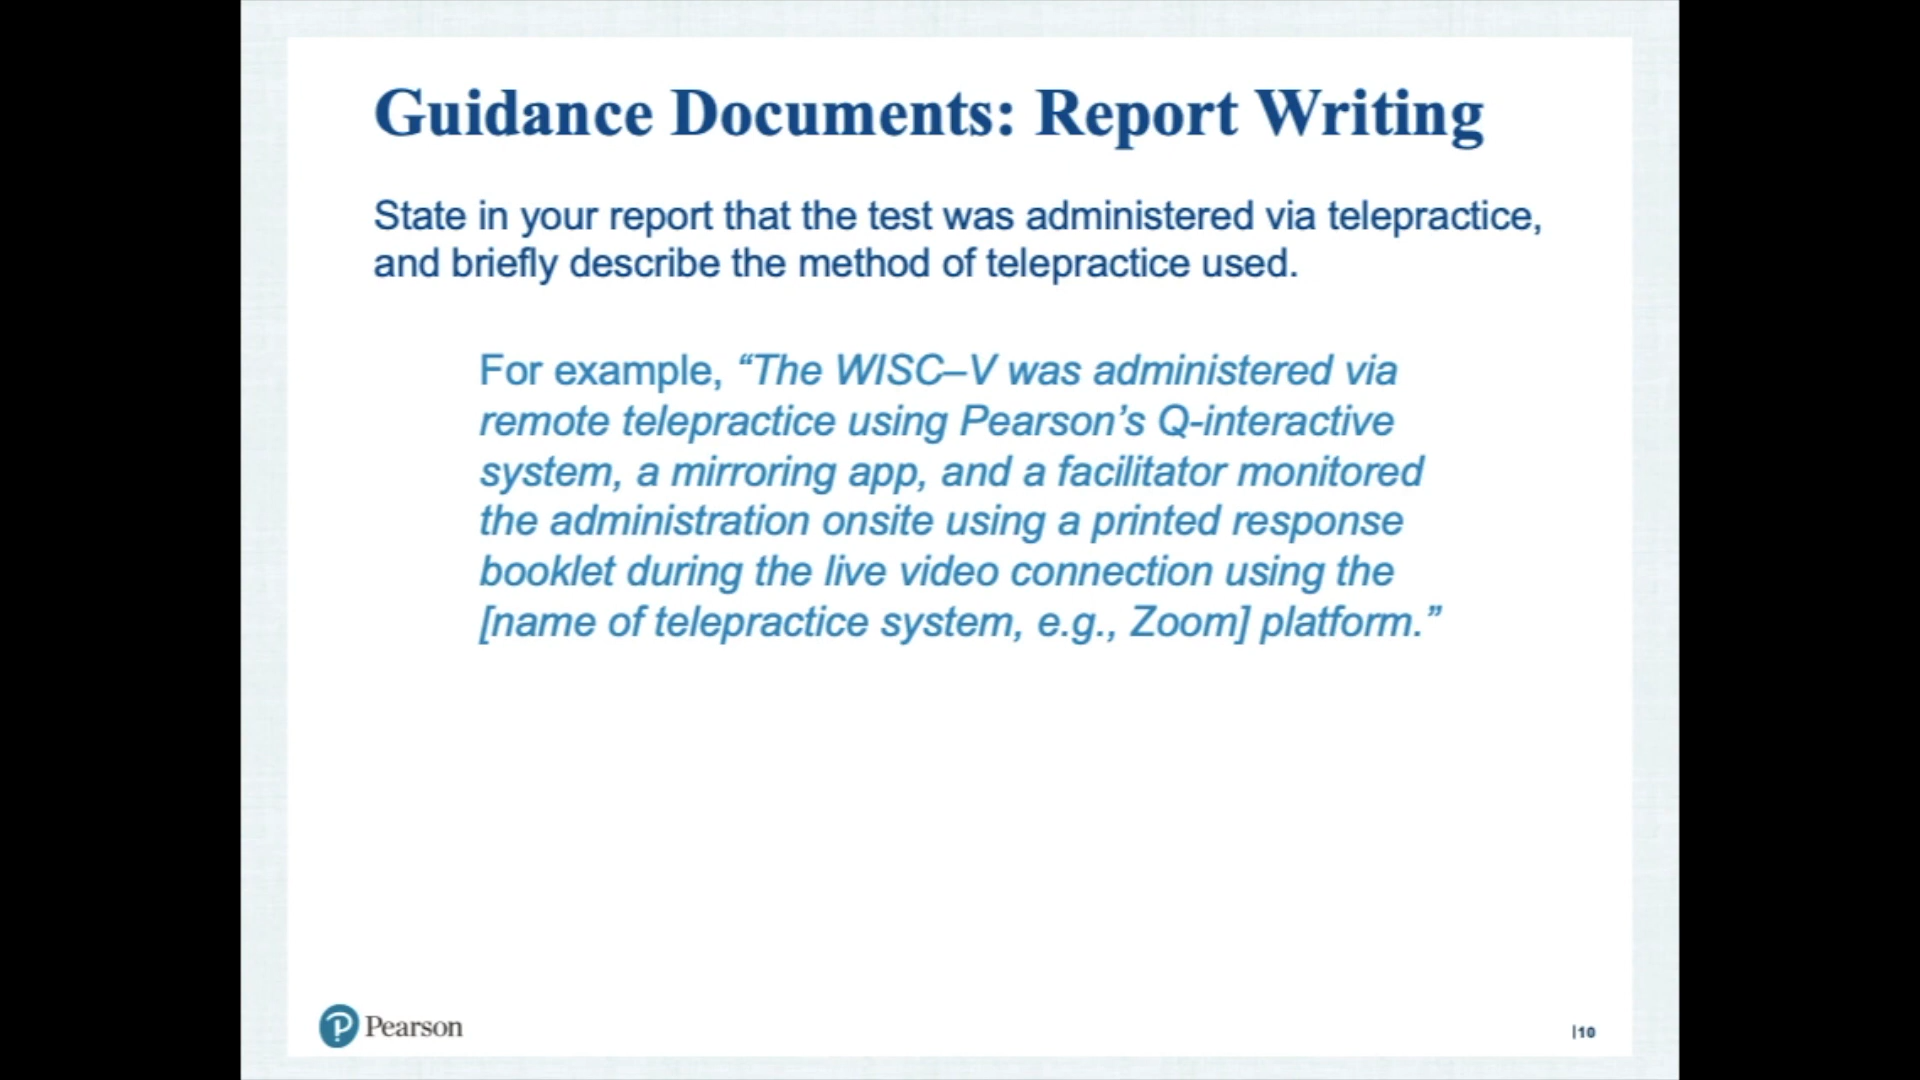 Guidance Documents: Report Writing
State in your report that the test was administered via telepractice,
and briefly describe the method of telepractice used.
For example, “The WISC–V was administered via
remote telepractice using Pearson’s Q-interactive
system, a mirroring app, and a facilitator monitored
the administration onsite using a printed response
booklet during the live video connection using the
[name of telepractice system, e.g., Zoom] platform.”
Pearson
|10